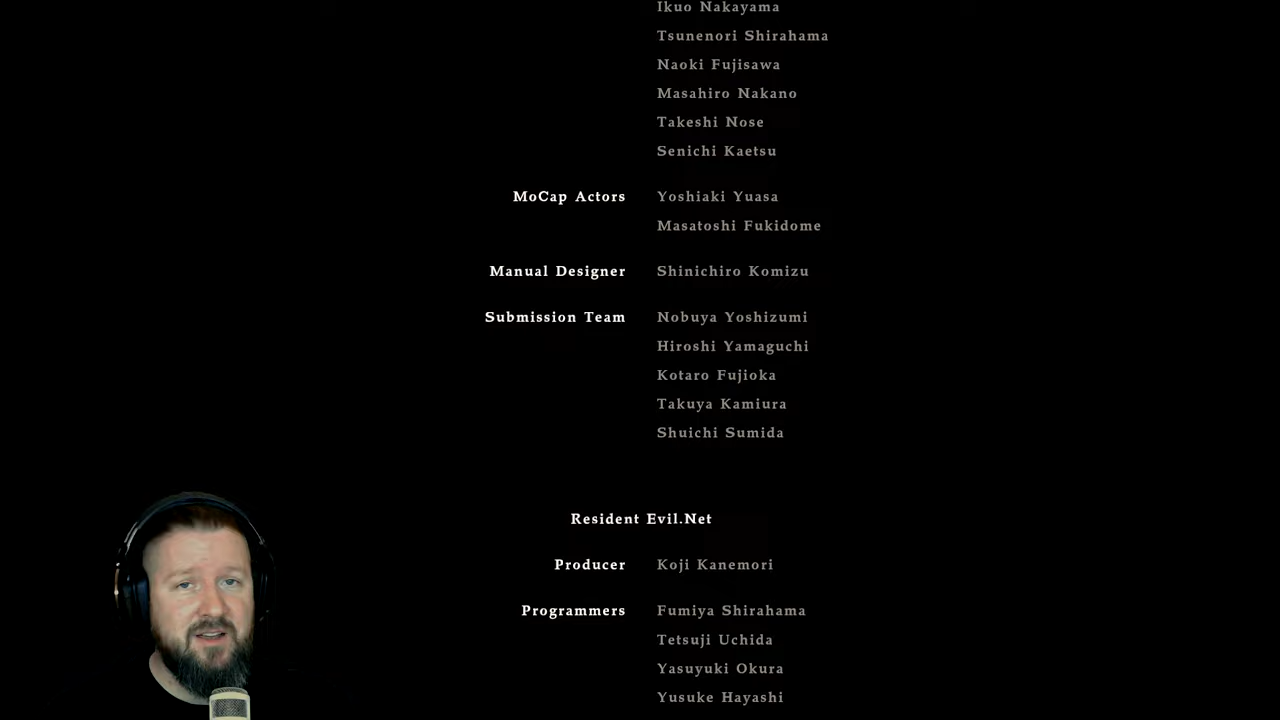 Ikuo Nakayama
Tsunenori Shirahama
Naoki Fujisawa
Masahiro Nakano
Takeshi Nose
Senichi Kaetsu
MoCap Actors Yoshiaki Yuasa
Masatoshi Fukidome
Manual Designer Shinichiro Komizu
Submission Team Nobuya Yoshizumi
Hiroshi Yamaguchi
Kotaro Fujioka
Takuya Kamiura
Shuichi Sumida
Resident Evil.Net
Producer Koji Kanemori
Programmers Fumiya Shirahama
Tetsuji Uchida
Yasuyuki Okura
Yusuke Hayashi